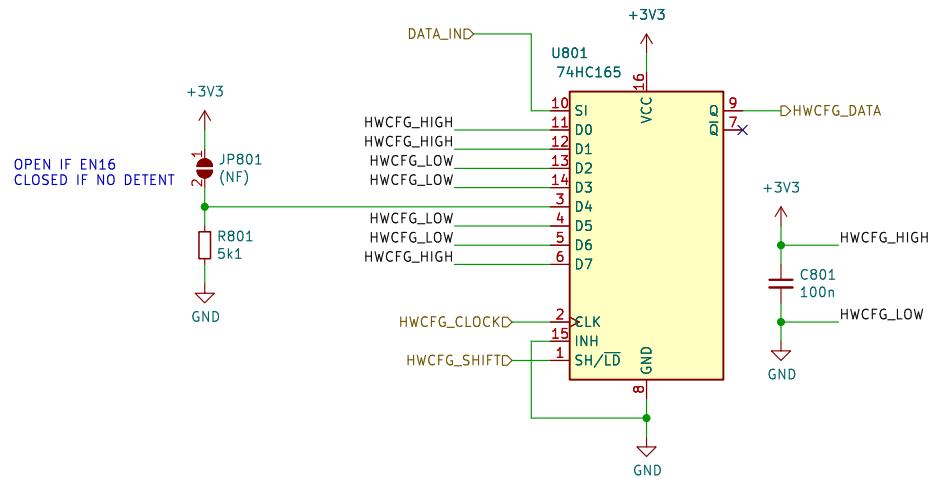 +3V3
DATA_IN
U801
74HC165
16
VCC
+3V3
10
SI
Q
9
HWCFG_DATA
HWCFG_HIGH
11
D0
Q
7
HWCFG_HIGH
12
D1
1
JP801
OPEN IF EN16
HWCFG_LOW
13
D2
CLOSED IF NO DETENT
2
(NF)
HWCFG_LOW
14
D3
+3V3
3
D4
HWCFG_LOW
4
D5
R801
HWCFG_LOW
5
D6
HWCFG_HIGH
5k1
HWCFG_HIGH
6
D7
C801
100n
GND
HWCFG_CLOCK
2
CLK
HWCFG_LOW
15
INH
HWCFG_SHIFT
1
SH/LD
GND
GND
8
GND